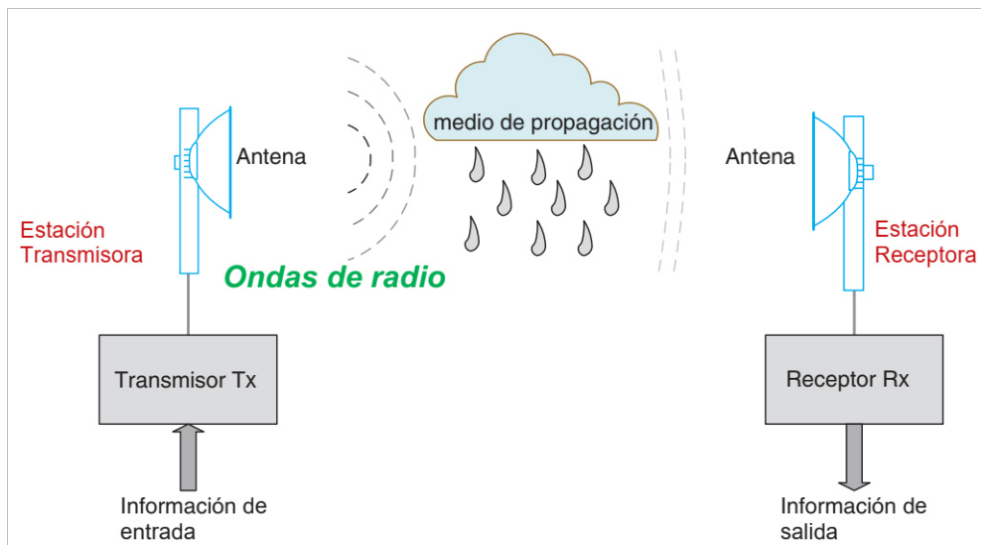 medio de propagación
Antena
Antena
Estación
Transmisora
Estación
Receptora
Ondas de radio
Transmisor Tx
Receptor Rx
Información de
entrada
Información de
salida